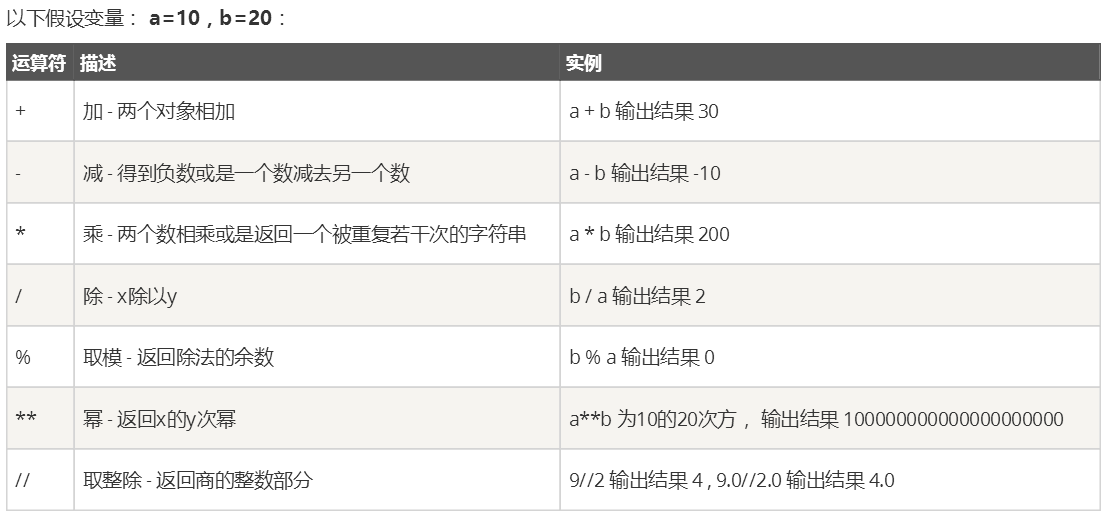 以下假设变量： a=10，b=20：
运算符 描述 实例
+ 加 - 两个对象相加 a + b 输出结果 30
- 减 - 得到负数或是一个数减去另一个数 a - b 输出结果 -10
* 乘 - 两个数相乘或是返回一个被重复若干次的字符串 a * b 输出结果 200
/ 除 - x除以y b / a 输出结果 2
% 取模 - 返回除法的余数 b % a 输出结果 0
** 幂 - 返回x的y次幂 a**b 为10的20次方， 输出结果 100000000000000000000
// 取整除 - 返回商的整数部分 9//2 输出结果 4 , 9.0//2.0 输出结果 4.0